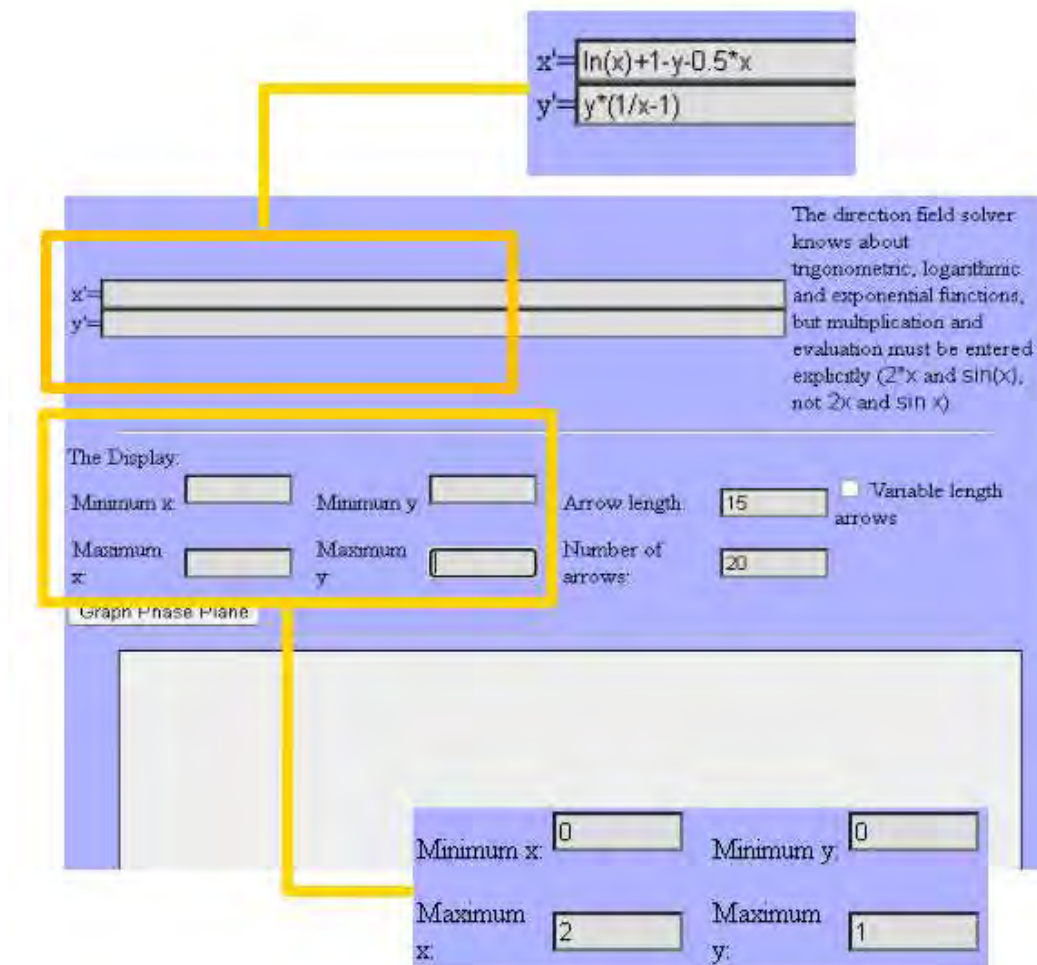 x'= ln(x)+1-y-0.5*x
y'= y*(1/x-1)
The direction field solver
knows about
trigonometric, logarithmic
and exponential functions,
but multiplication and
evaluation must be entered
explicitly (2*x and sin(x),
not 2x and sin x)
x'=
y'=
The Display:
Minimum x: Minimum y Arrow length 15 Variable length
arrows
Maximum
x: Maximum
y Number of
arrows: 20
Graph Phase Plane
Minimum x: 0 Minimum y: 0
Maximum
x: 2 Maximum
y: 1